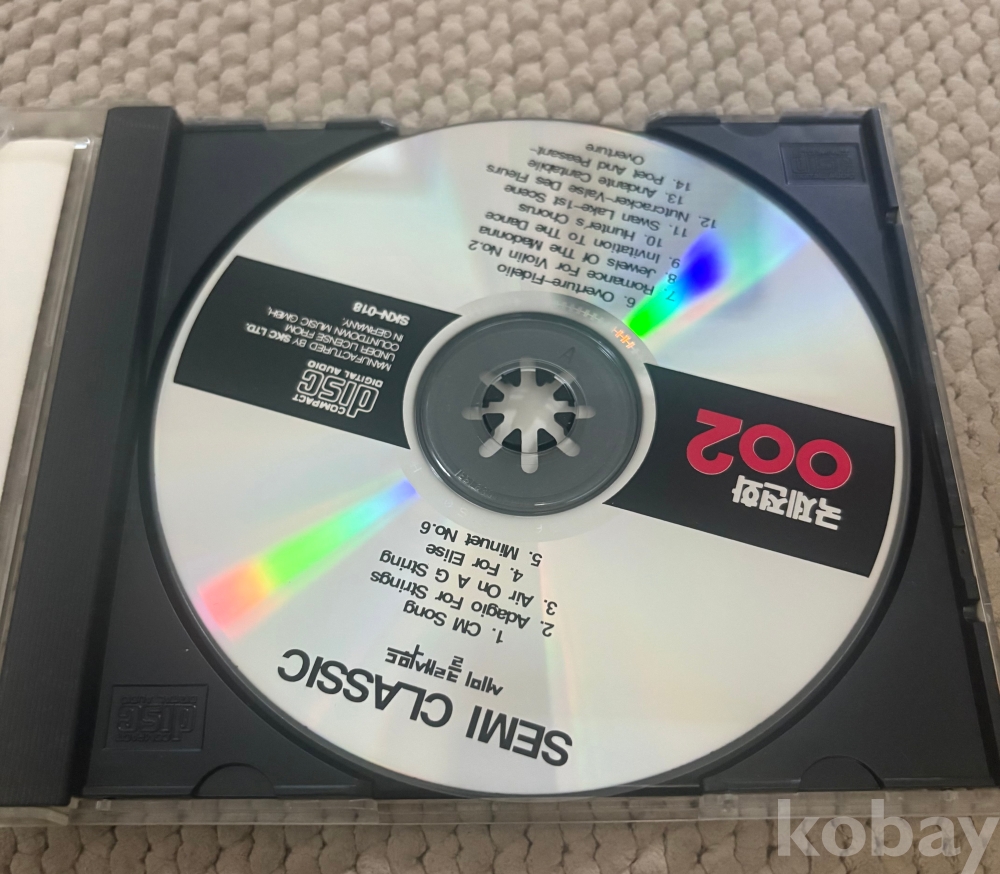 SEMI CLASSIC
세미 클래식
1. CM Song
2. Adagio For Strings
3. Air On A G String
4. For Elise
5. Minuet No.6
국제전화
002
COMPACT
disc
DIGITAL AUDIO
MANUFACTURED BY SKC LTD.
UNDER LICENSE FROM
COUNTDOWN MUSIC GMBH.
IN GERMANY.
SKN-018
6. Overture-Fidelio
7. Romance For Violin No.2
8. Jewels Of The Madonna
9. Invitation To The Dance
10. Hunter's Chorus
11. Swan Lake-1st Scene
12. Nutcracker-Valse Des Fleurs
13. Andante Cantabile
14. Poet And Peasant-
Overture
disc
kobay